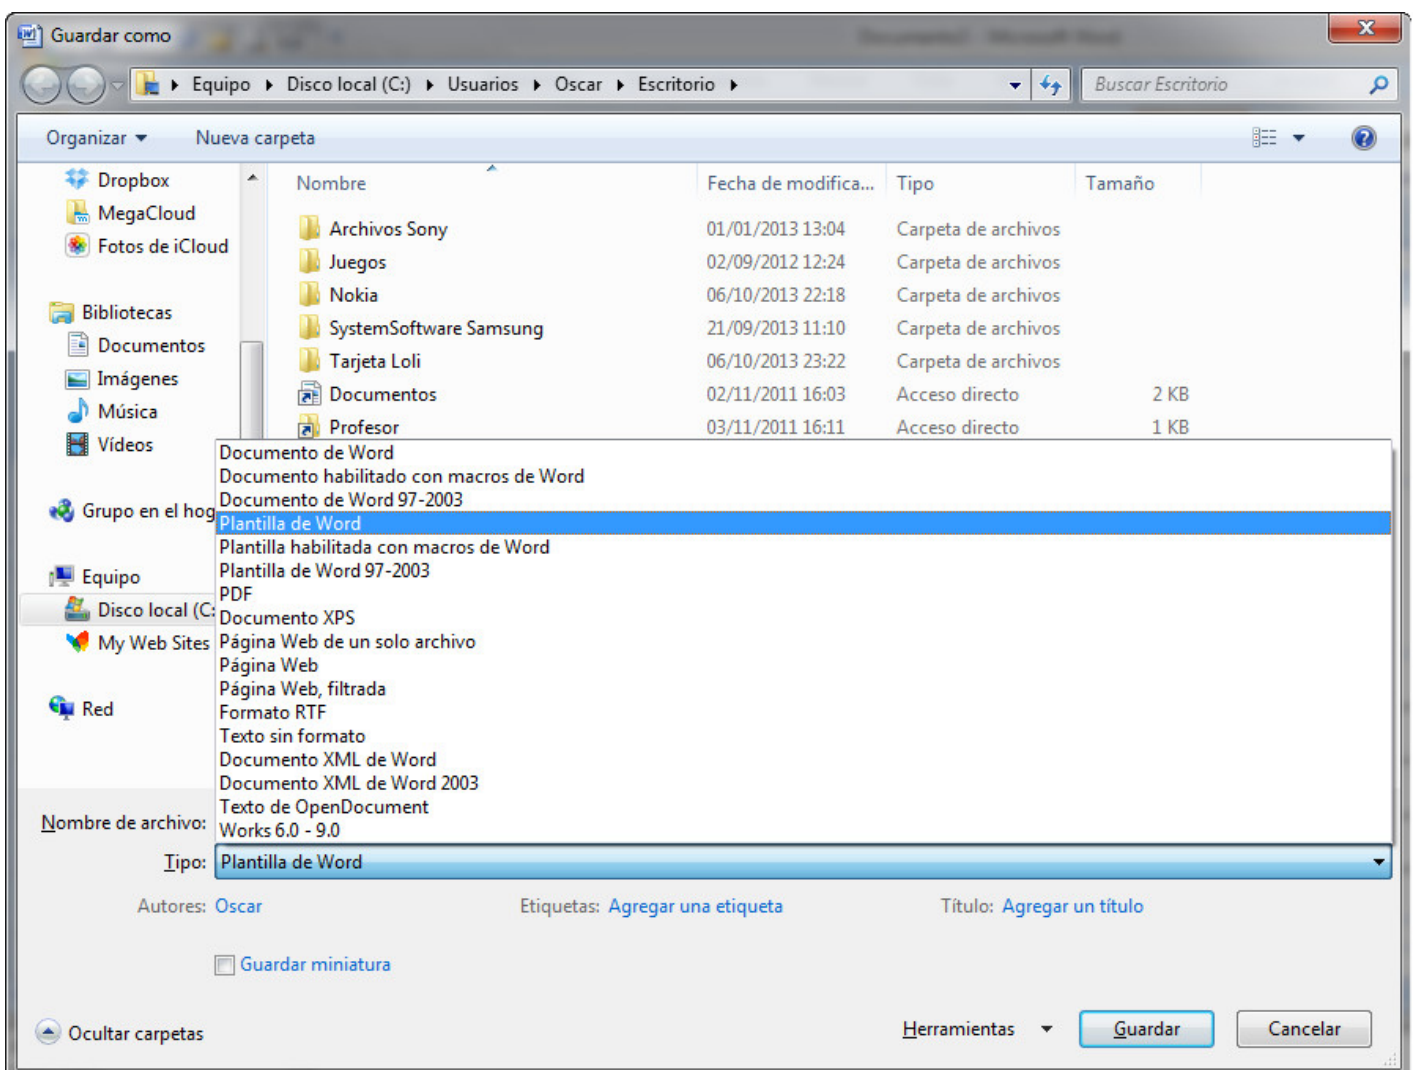 Guardar como
Equipo Disco local (C:) Usuarios Oscar Escritorio Buscar Escritorio
Organizar Nueva carpeta
Nombre Fecha de modifica... Tipo Tamaño
Dropbox
MegaCloud
Fotos de iCloud
Bibliotecas
Documentos
Imágenes
Música
Vídeos
Grupo en el hog
Equipo
Disco local (C:
My Web Sites
Red
Archivos Sony 01/01/2013 13:04 Carpeta de archivos
Juegos 02/09/2012 12:24 Carpeta de archivos
Nokia 06/10/2013 22:18 Carpeta de archivos
SystemSoftware Samsung 21/09/2013 11:10 Carpeta de archivos
Tarjeta Loli 06/10/2013 23:22 Carpeta de archivos
Documentos 02/11/2011 16:03 Acceso directo 2 KB
Profesor 03/11/2011 16:11 Acceso directo 1 KB
Documento de Word
Documento habilitado con macros de Word
Documento de Word 97-2003
Plantilla de Word
Plantilla habilitada con macros de Word
Plantilla de Word 97-2003
PDF
Documento XPS
Página Web de un solo archivo
Página Web
Página Web, filtrada
Formato RTF
Texto sin formato
Documento XML de Word
Documento XML de Word 2003
Texto de OpenDocument
Works 6.0 - 9.0
Nombre de archivo:
Tipo: Plantilla de Word
Autores: Oscar Etiquetas: Agregar una etiqueta Título: Agregar un título
Guardar miniatura
Ocultar carpetas Herramientas Guardar Cancelar